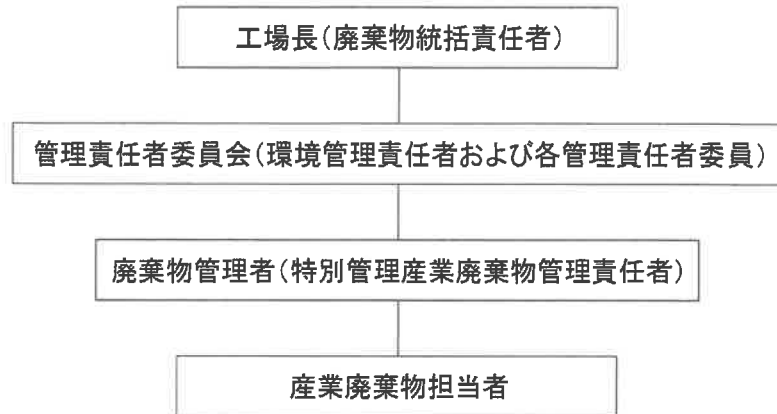 工場長(廃棄物統括責任者)
管理責任者委員会(環境管理責任者および各管理責任者委員)
廃棄物管理者(特別管理産業廃棄物管理責任者)
産業廃棄物担当者